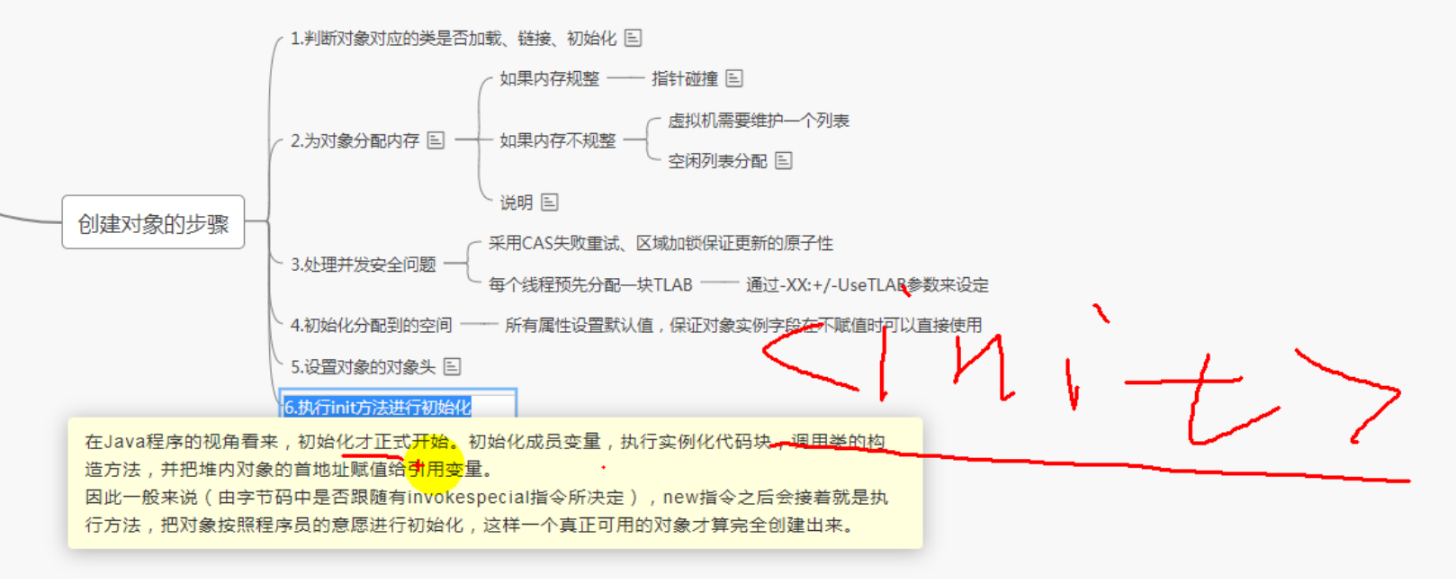 创建对象的步骤
1.判断对象对应的类是否加载、链接、初始化
2.为对象分配内存
如果内存规整
指针碰撞
如果内存不规整
虚拟机需要维护一个列表
空闲列表分配
说明
3.处理并发安全问题
采用CAS失败重试、区域加锁保证更新的原子性
每个线程预先分配一块TLAB
通过-XX:+/-UseTLAB参数来设定
4.初始化分配到的空间
所有属性设置默认值，保证对象实例字段在不赋值时可以直接使用
5.设置对象的对象头
6.执行init方法进行初始化
<init>
在Java程序的视角看来，初始化才正式开始。初始化成员变量，执行实例化代码块，调用类的构
造方法，并把堆内对象的首地址赋值给引用变量。
因此一般来说（由字节码中是否跟随有invokespecial指令所决定），new指令之后会接着就是执
行方法，把对象按照程序员的意愿进行初始化，这样一个真正可用的对象才算完全创建出来。